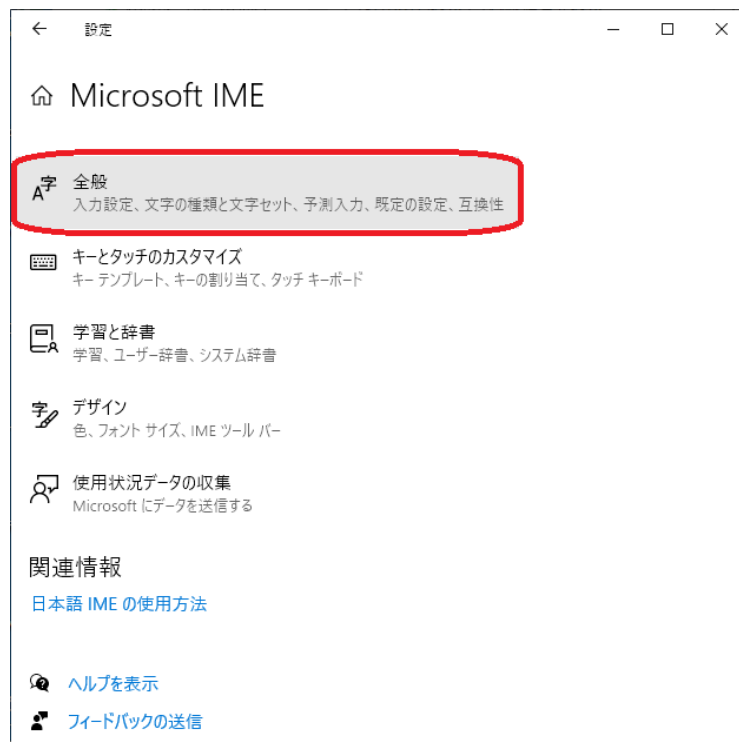 設定
Microsoft IME
全般
入力設定、文字の種類と文字セット、予測入力、既定の設定、互換性
キーとタッチのカスタマイズ
キー テンプレート、キーの割り当て、タッチ キーボード
学習と辞書
学習、ユーザー辞書、システム辞書
デザイン
色、フォント サイズ、IME ツール バー
使用状況データの収集
Microsoft にデータを送信する
関連情報
日本語 IME の使用方法
ヘルプを表示
フィードバックの送信